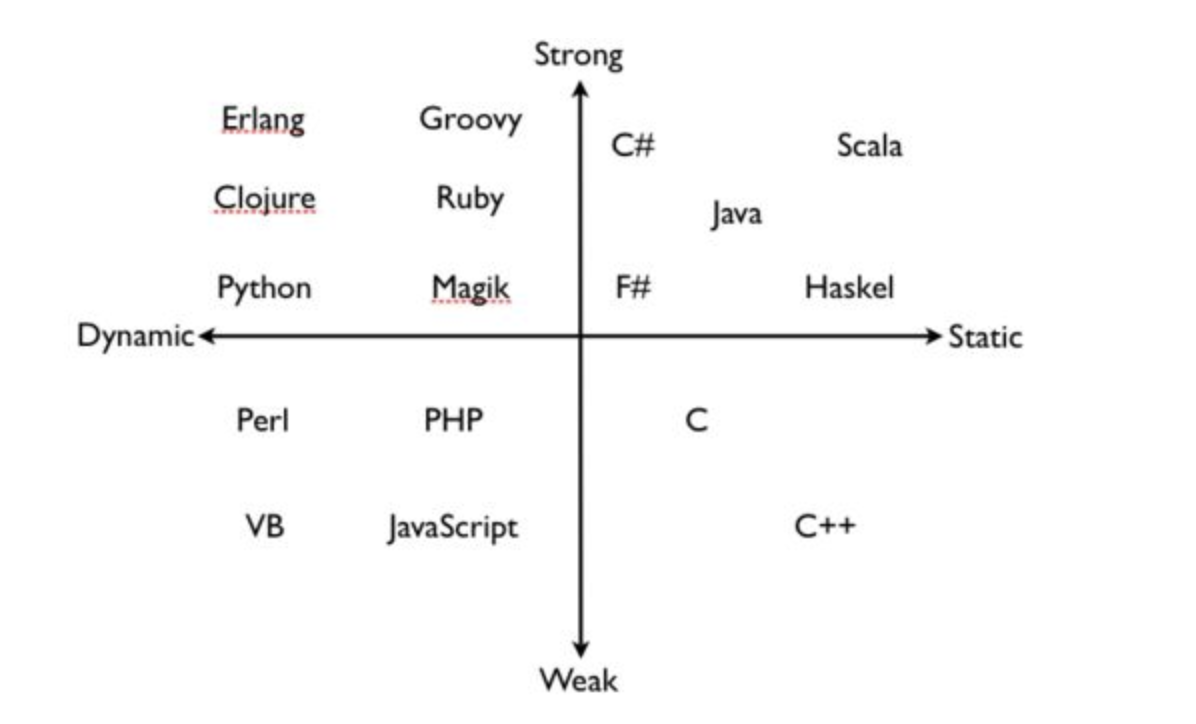 Strong
Erlang Groovy
C# Scala
Clojure Ruby
Java
Python Magik F# Haskel
Dynamic Static
Perl PHP C
VB JavaScript C++
Weak